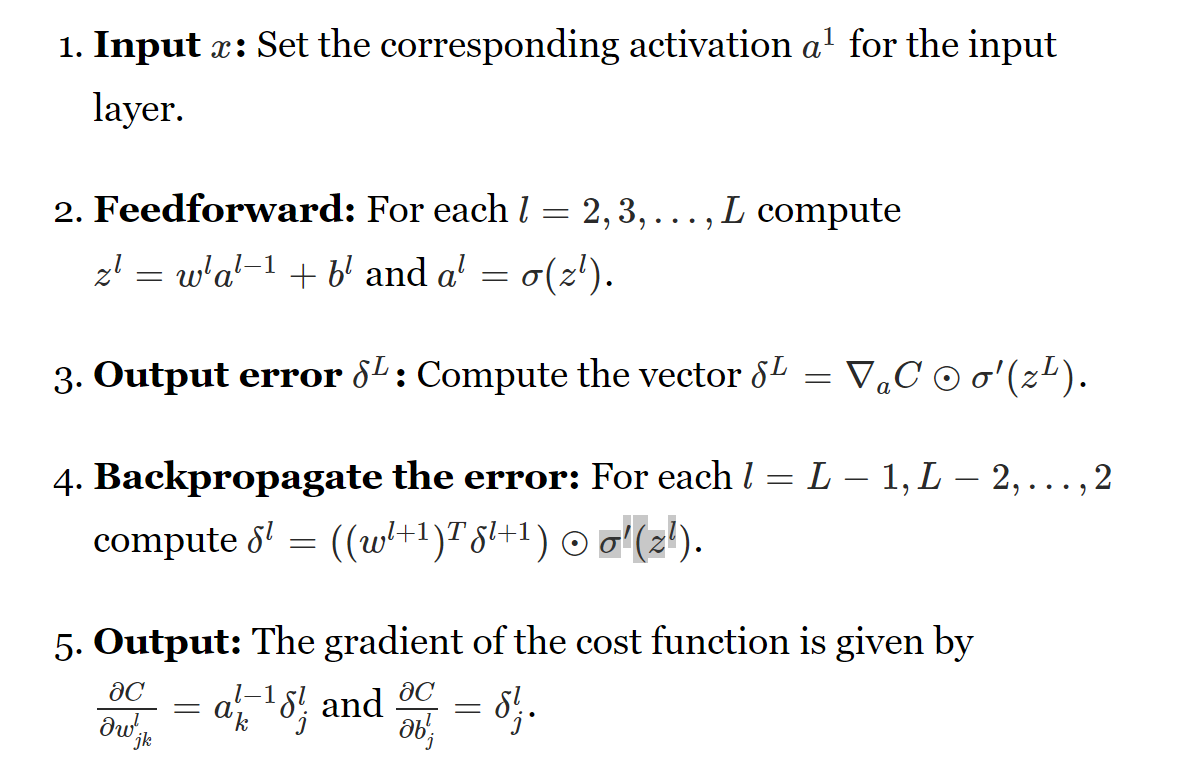 1. Input x: Set the corresponding activation a¹ for the input
layer.
2. Feedforward: For each l = 2, 3, . . . , L compute
zˡ = wˡaˡ⁻¹ + bˡ and aˡ = σ(zˡ).
3. Output error δᴸ: Compute the vector δᴸ = ∇ₐC ⊙ σ′(zᴸ).
4. Backpropagate the error: For each l = L − 1, L − 2, . . . , 2
compute δˡ = ((wˡ⁺¹)ᵀδˡ⁺¹) ⊙ σ′(zˡ).
5. Output: The gradient of the cost function is given by
∂C/∂wˡⱼₖ = aₖˡ⁻¹δⱼˡ and ∂C/∂bⱼˡ = δⱼˡ.